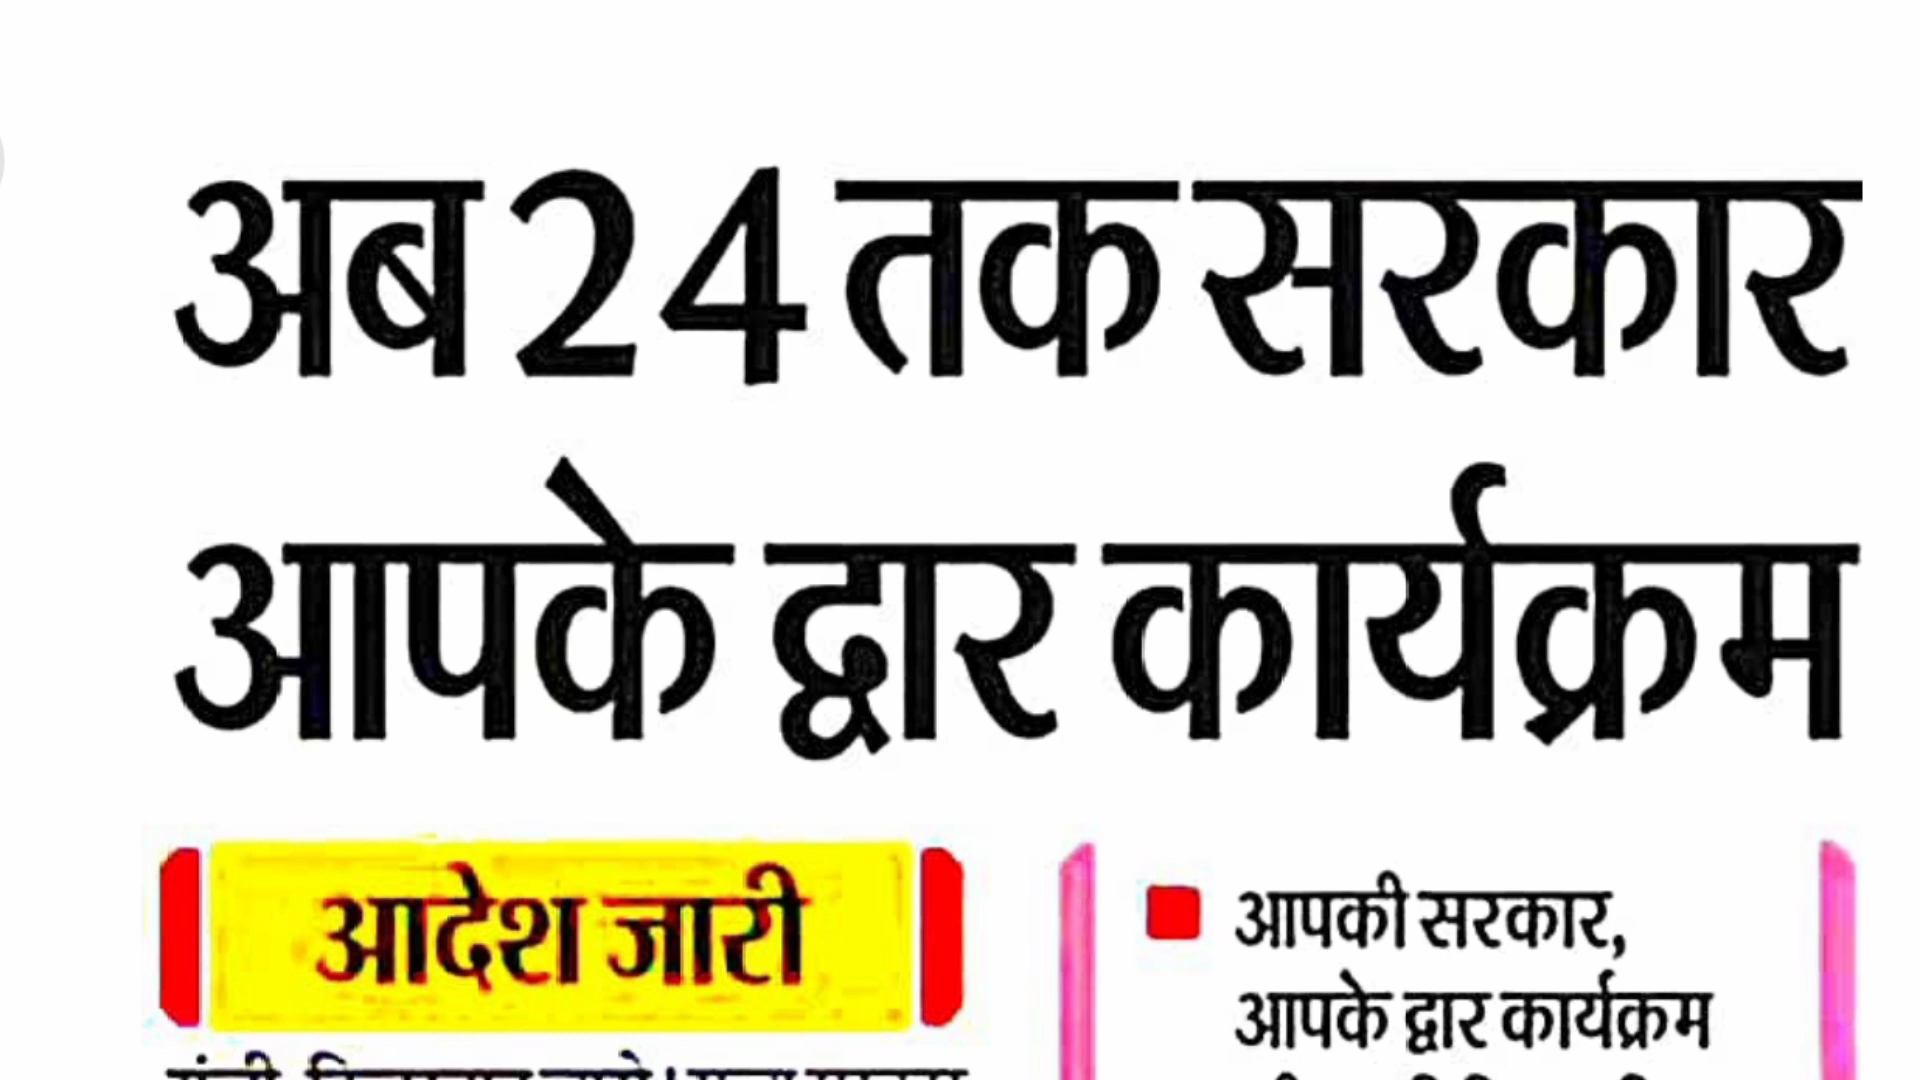 अब 24 तक सरकार
आपके द्वार कार्यक्रम
आदेश जारी
आपकी सरकार,
आपके द्वार कार्यक्रम